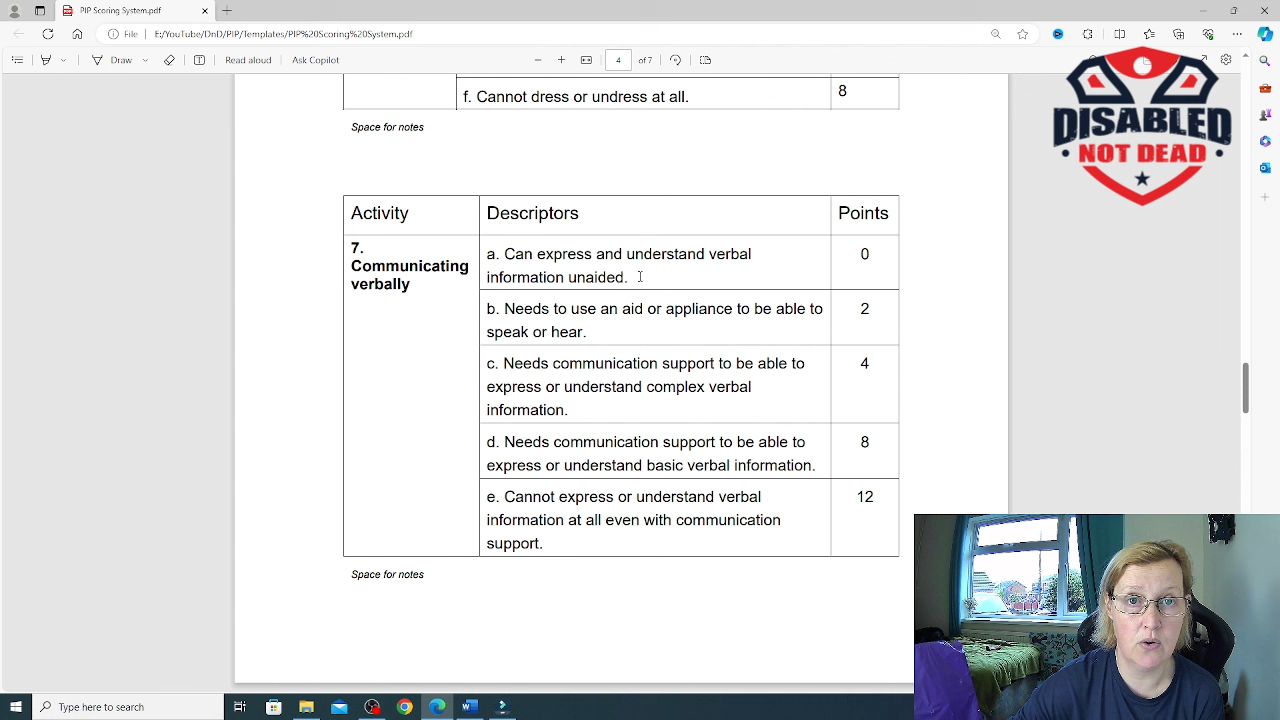 PIP Scoring System.pdf
File
E:/YouTube/DnD/PIP/Templates/PIP%20Scoring%20System.pdf
Draw
Read aloud
Ask Copilot
4
of 7
f. Cannot dress or undress at all.
8
Space for notes
DISABLED
NOT DEAD
Activity
Descriptors
Points
7.
Communicating
verbally
a. Can express and understand verbal
information unaided.
0
b. Needs to use an aid or appliance to be able to
speak or hear.
2
c. Needs communication support to be able to
express or understand complex verbal
information.
4
d. Needs communication support to be able to
express or understand basic verbal information.
8
e. Cannot express or understand verbal
information at all even with communication
support.
12
Space for notes
Type here to search